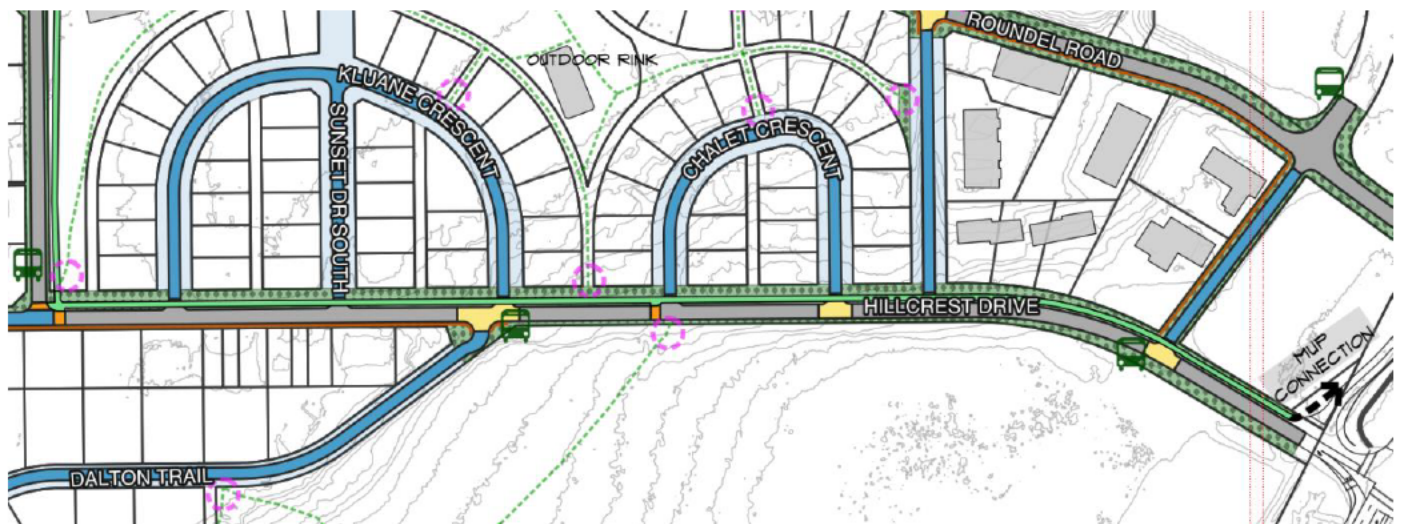 ROUNDEL ROAD
OUTDOOR RINK
KLUANE CRESCENT
SUNSET DR SOUTH
CHALET CRESCENT
HILLCREST DRIVE
MUP
CONNECTION
DALTON TRAIL